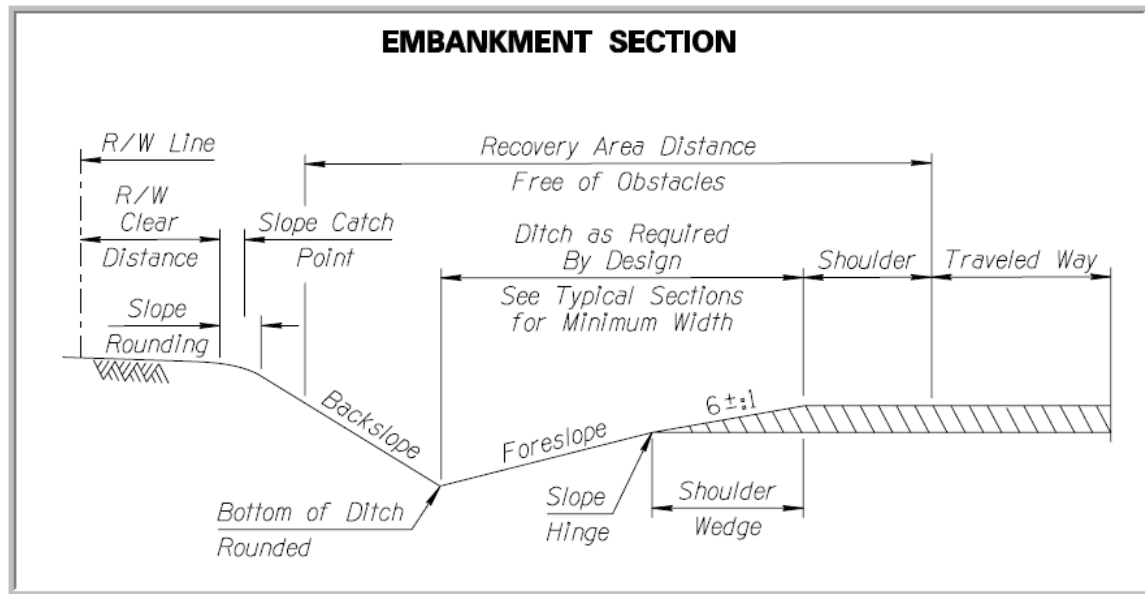 EMBANKMENT SECTION
R/W Line
Recovery Area Distance
Free of Obstacles
R/W
Clear
Distance
Slope Catch
Point
Ditch as Required
By Design
See Typical Sections
for Minimum Width
Shoulder
Traveled Way
Slope
Rounding
Backslope
Foreslope
6±:1
Bottom of Ditch
Rounded
Slope
Hinge
Shoulder
Wedge